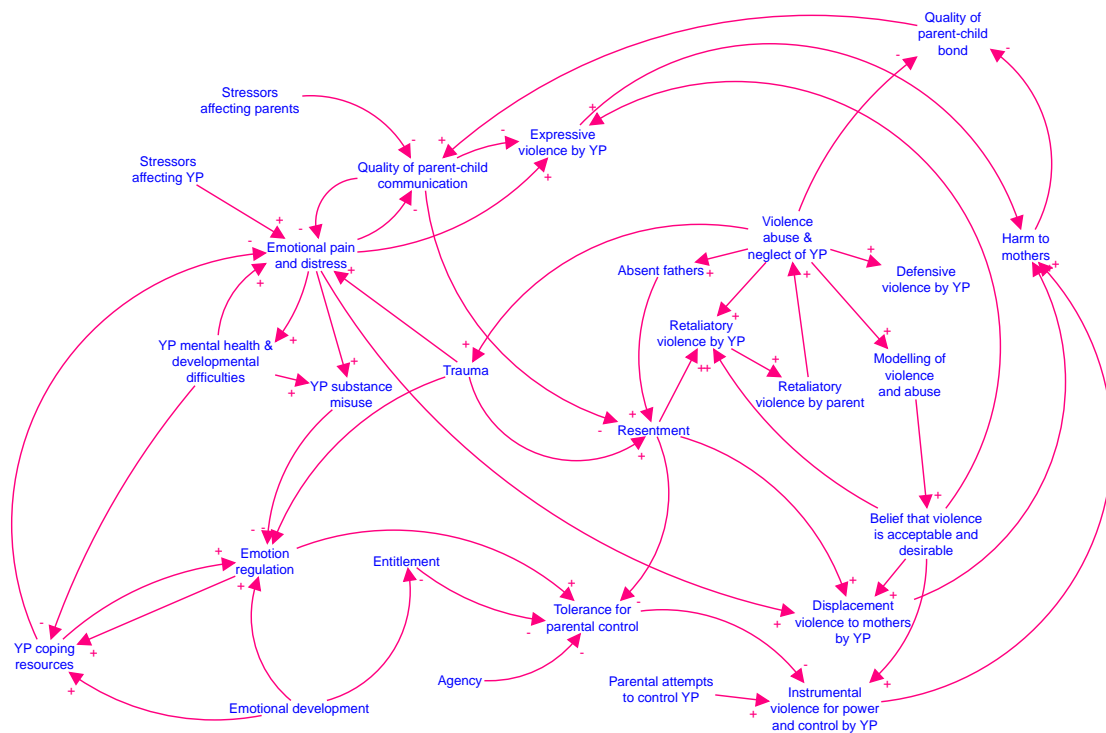 Quality of
parent-child
bond
Stressors
affecting parents
Expressive
violence by YP
Stressors
affecting YP
Quality of parent-child
communication
Violence
abuse &
neglect of YP
Harm to
mothers
Emotional pain
and distress
Absent fathers
Defensive
violence by YP
Retaliatory
violence by YP
YP mental health &
developmental
difficulties
Modelling of
violence
and abuse
Trauma
YP substance
misuse
Retaliatory
violence by parent
Resentment
Belief that violence
is acceptable and
desirable
Emotion
regulation
Entitlement
Tolerance for
parental control
Displacement
violence to mothers
by YP
YP coping
resources
Agency
Parental attempts
to control YP
Instrumental
violence for power
and control by YP
Emotional development